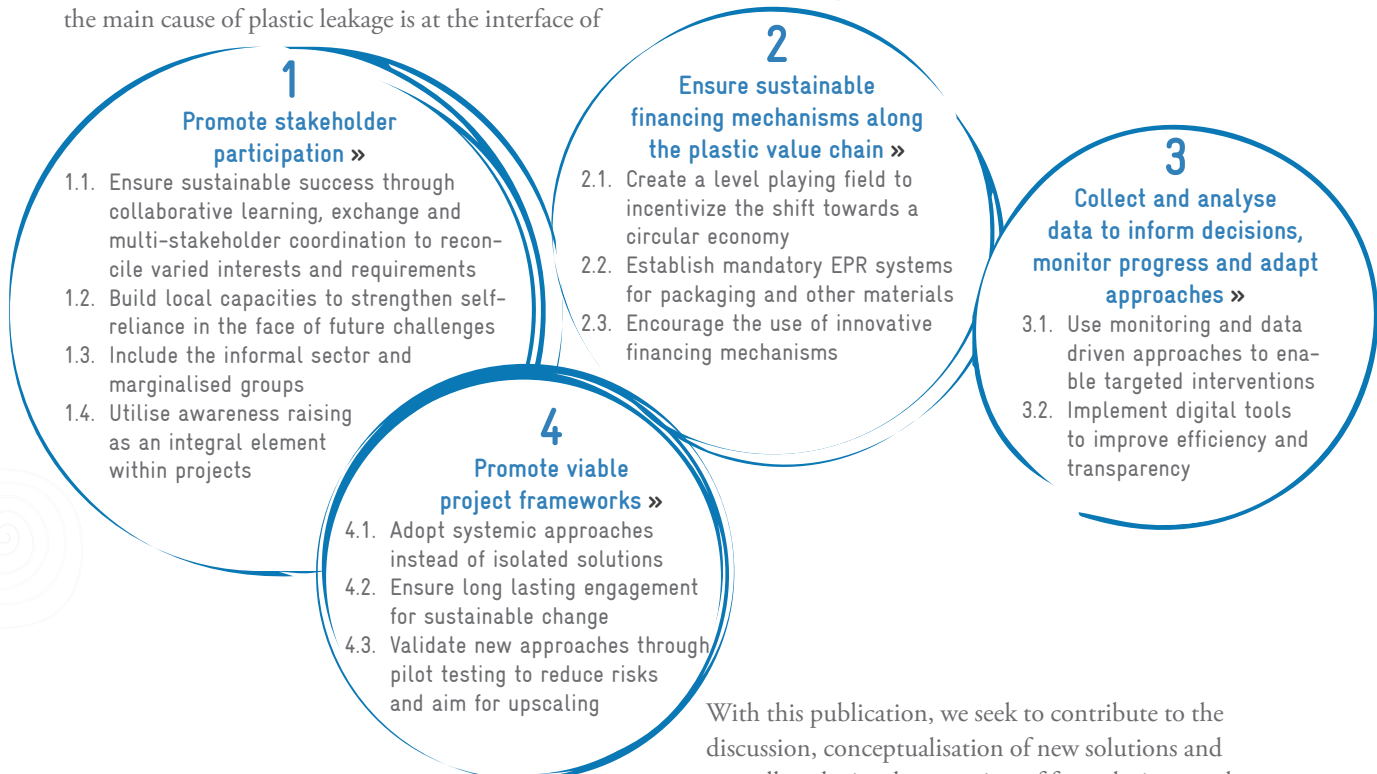 the main cause of plastic leakage is at the interface of
1
Promote stakeholder
participation »
1.1. Ensure sustainable success through
collaborative learning, exchange and
multi-stakeholder coordination to recon-
cile varied interests and requirements
1.2. Build local capacities to strengthen self-
reliance in the face of future challenges
1.3. Include the informal sector and
marginalised groups
1.4. Utilise awareness raising
as an integral element
within projects
2
Ensure sustainable
financing mechanisms along
the plastic value chain »
2.1. Create a level playing field to
incentivize the shift towards a
circular economy
2.2. Establish mandatory EPR systems
for packaging and other materials
2.3. Encourage the use of innovative
financing mechanisms
3
Collect and analyse
data to inform decisions,
monitor progress and adapt
approaches »
3.1. Use monitoring and data
driven approaches to ena-
ble targeted interventions
3.2. Implement digital tools
to improve efficiency and
transparency
4
Promote viable
project frameworks »
4.1. Adopt systemic approaches
instead of isolated solutions
4.2. Ensure long lasting engagement
for sustainable change
4.3. Validate new approaches through
pilot testing to reduce risks
and aim for upscaling
With this publication, we seek to contribute to the
discussion, conceptualisation of new solutions and